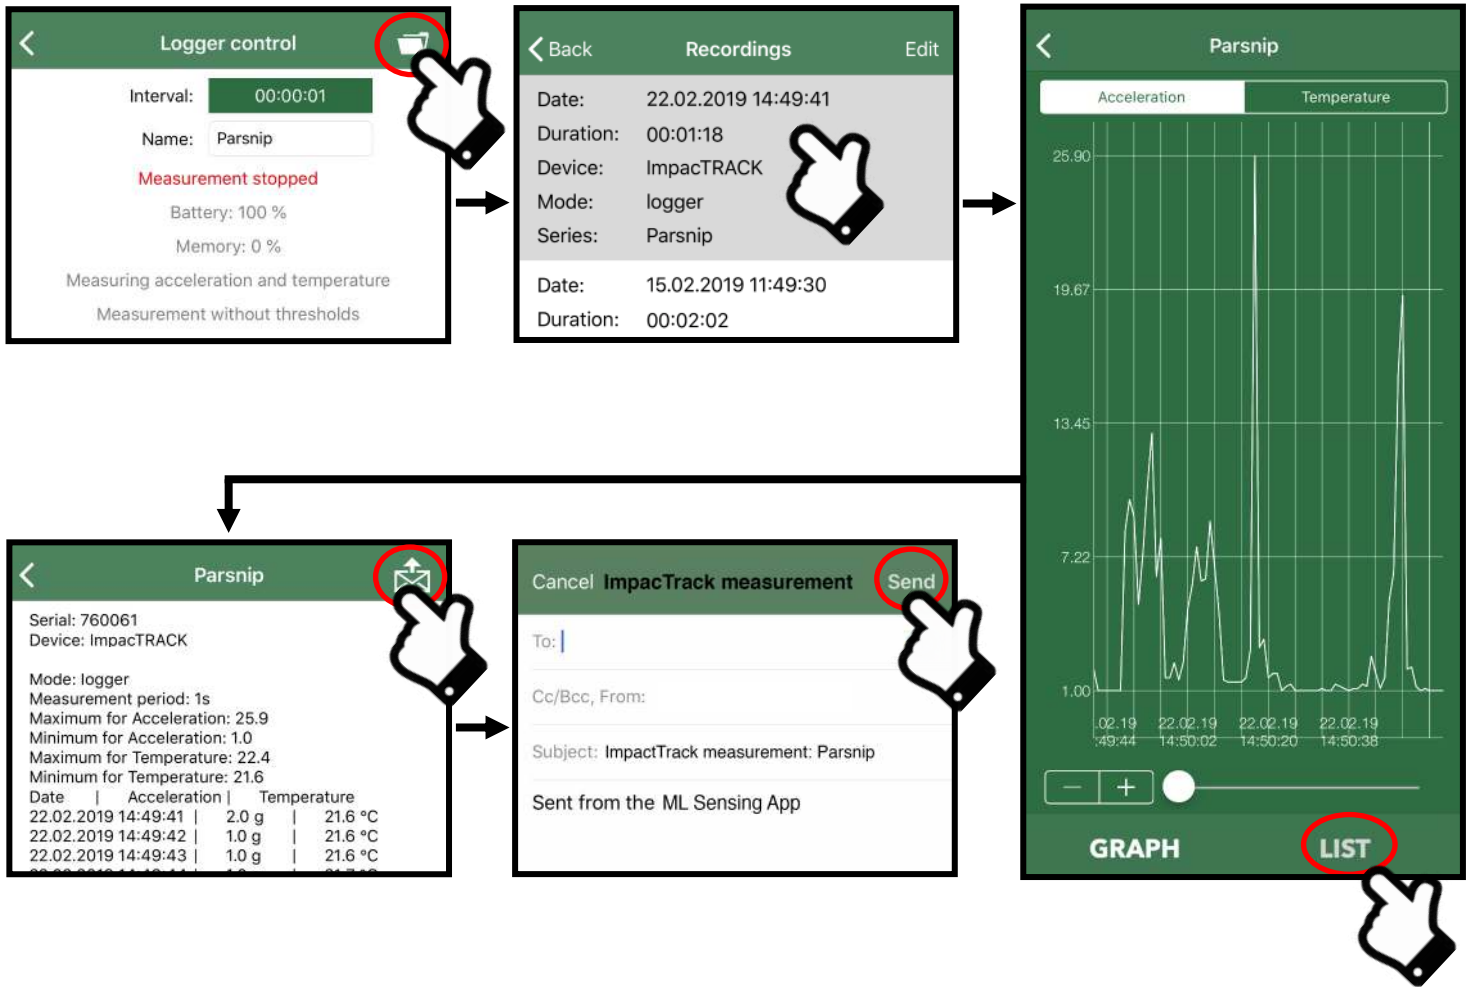 Logger control
Interval: 00:00:01
Name: Parsnip
Measurement stopped
Battery: 100 %
Memory: 0 %
Measuring acceleration and temperature
Measurement without thresholds
Back Recordings Edit
Date: 22.02.2019 14:49:41
Duration: 00:01:18
Device: ImpacTRACK
Mode: logger
Series: Parsnip
Date: 15.02.2019 11:49:30
Duration: 00:02:02
Parsnip
Acceleration Temperature
25.90
19.67
13.45
7.22
1.00
.02.19 22.02.19 22.02.19 22.02.19
:49:44 14:50:02 14:50:20 14:50:38
− +
GRAPH LIST
Parsnip
Serial: 760061
Device: ImpacTRACK
Mode: logger
Measurement period: 1s
Maximum for Acceleration: 25.9
Minimum for Acceleration: 1.0
Maximum for Temperature: 22.4
Minimum for Temperature: 21.6
Date | Acceleration | Temperature
22.02.2019 14:49:41 | 2.0 g | 21.6 °C
22.02.2019 14:49:42 | 1.0 g | 21.6 °C
22.02.2019 14:49:43 | 1.0 g | 21.6 °C
Cancel ImpacTrack measurement Send
To:
Cc/Bcc, From:
Subject: ImpactTrack measurement: Parsnip
Sent from the ML Sensing App